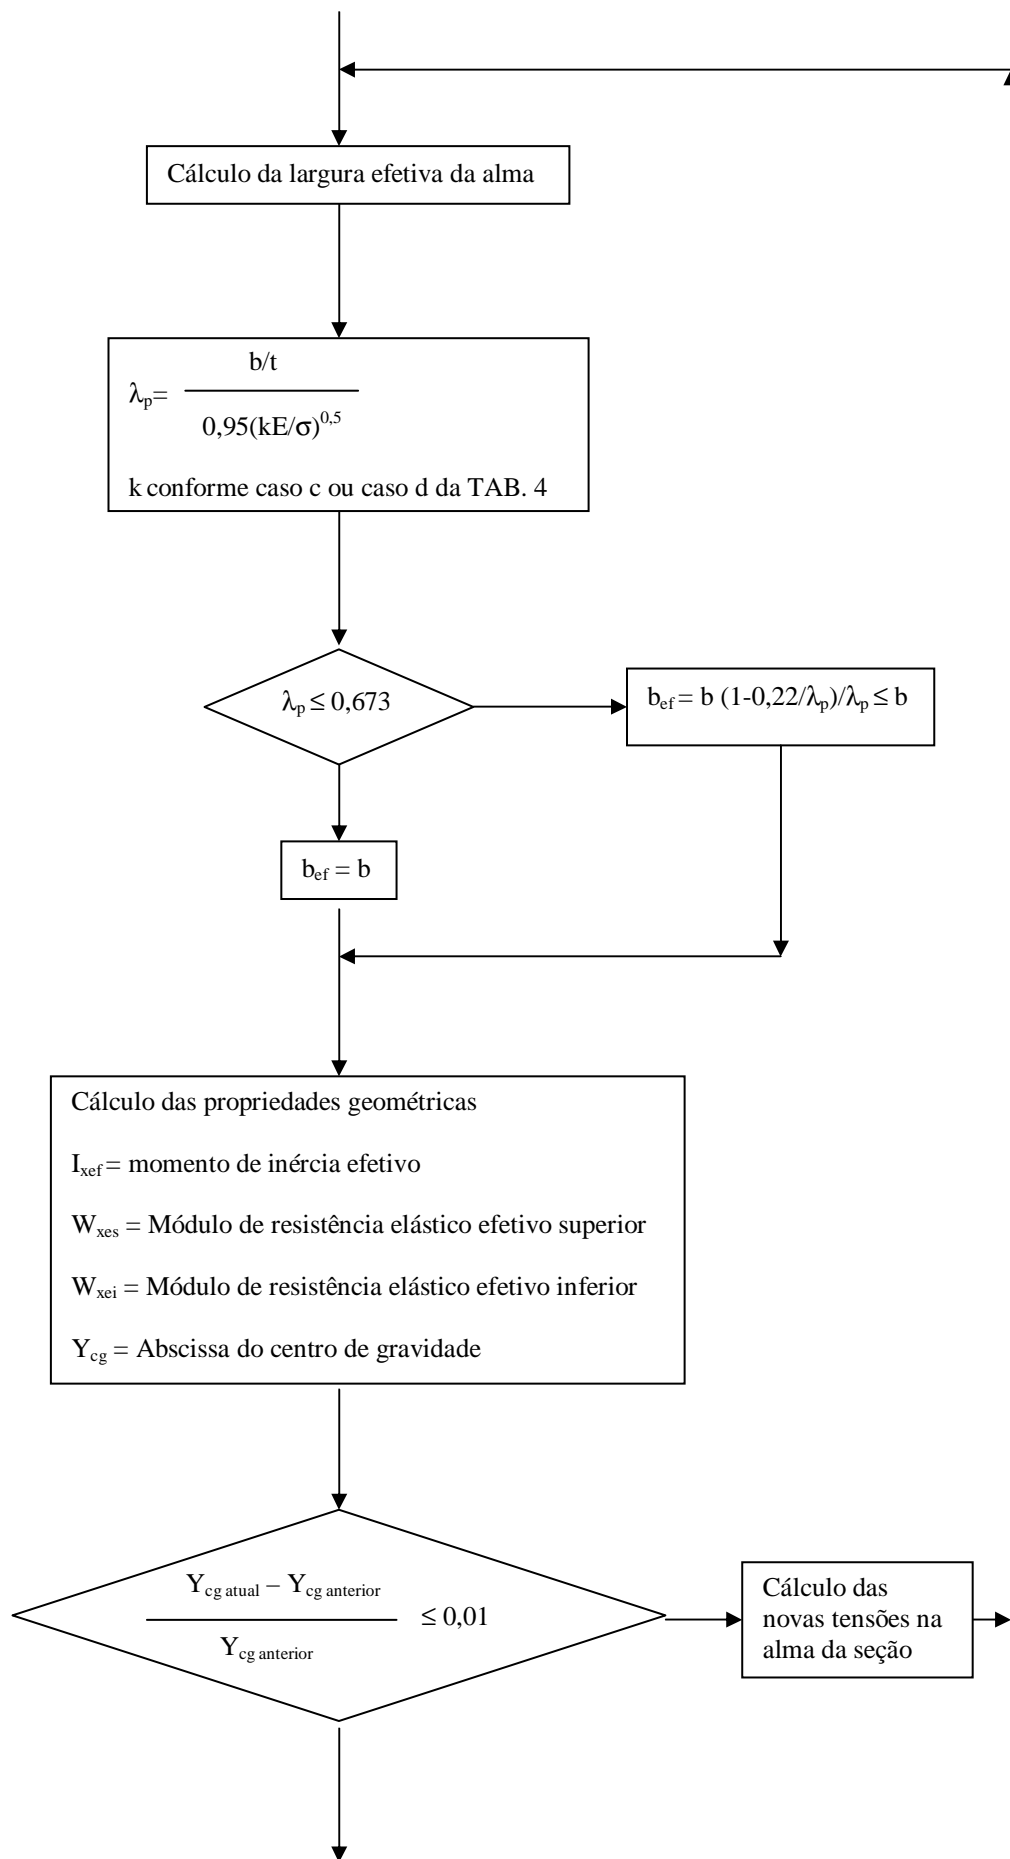 Cálculo da largura efetiva da alma
b/t
λp=
0,95(kE/σ)^0,5
k conforme caso c ou caso d da TAB. 4
λp ≤ 0,673
bef = b (1-0,22/λp)/λp ≤ b
bef = b
Cálculo das propriedades geométricas
Ixef = momento de inércia efetivo
Wxes = Módulo de resistência elástico efetivo superior
Wxei = Módulo de resistência elástico efetivo inferior
Ycg = Abscissa do centro de gravidade
Ycg atual – Ycg anterior
≤ 0,01
Ycg anterior
Cálculo das
novas tensões na
alma da seção